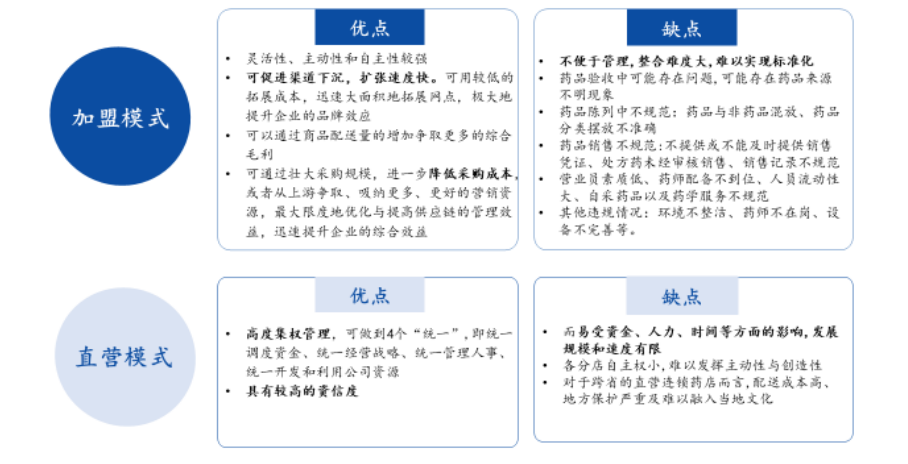 加盟模式
优点
• 灵活性、主动性和自主性较强
• 可促进渠道下沉，扩张速度快。可用较低的
拓展成本，迅速大面积地拓展网点，极大地
提升企业的品牌效应
• 可以通过商品配送量的增加争取更多的综合
毛利
• 可通过壮大采购规模，进一步降低采购成本，
或者从上游争取、吸纳更多、更好的营销资
源，最大限度地优化与提高供应链的管理效
益，迅速提升企业的综合效益
缺点
• 不便于管理，整合难度大，难以实现标准化
• 药品验收中可能存在问题，可能存在药品来源
不明现象
• 药品陈列中不规范：药品与非药品混放、药品
分类摆放不准确
• 药品销售不规范：不提供或不能及时提供销售
凭证、处方药未经审核销售、销售记录不规范
• 营业员素质低、药师配备不到位、人员流动性
大、自采药品以及药学服务不规范
• 其他违规情况：环境不整洁、药师不在岗、设
备不完善等。
直营模式
优点
• 高度集权管理，可做到4个“统一”，即统一
调度资金、统一经营战略、统一管理人事、
统一开发和利用公司资源
• 具有较高的资信度
缺点
• 而易受资金、人力、时间等方面的影响，发展
规模和速度有限
• 各分店自主权小，难以发挥主动性与创造性
• 对于跨省的直营连锁药店而言，配送成本高、
地方保护严重及难以融入当地文化